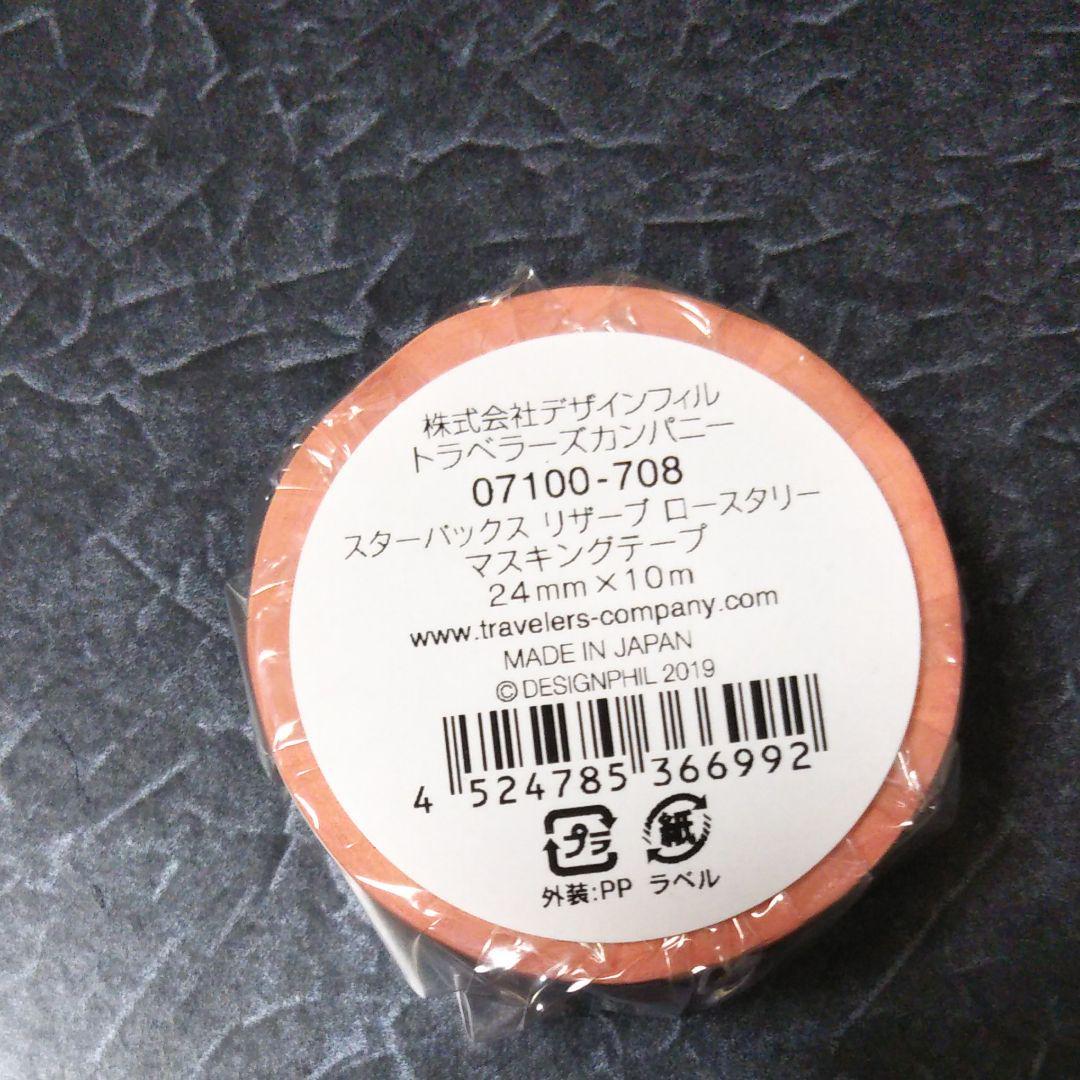 株式会社デザインフィル
トラベラーズカンパニー
07100-708
スターバックス リザーブ ロースタリー
マスキングテープ
24mm×10m
www.travelers-company.com
MADE IN JAPAN
©DESIGNPHIL 2019
4 524785 366992
プラ 紙
外装:PP ラベル